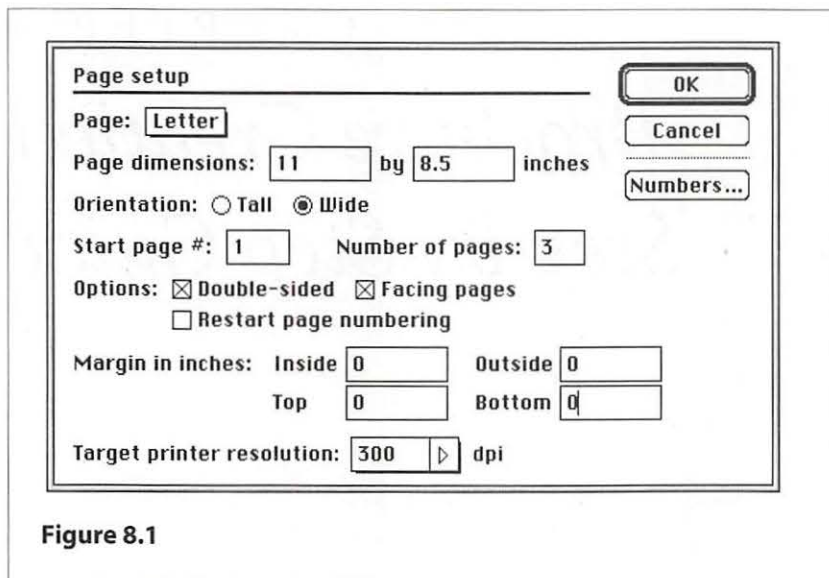 Page setup
OK
Page: Letter
Cancel
Page dimensions: 11 by 8.5 inches
Numbers...
Orientation: Tall Wide
Start page #: 1 Number of pages: 3
Options: Double-sided Facing pages
Restart page numbering
Margin in inches: Inside 0 Outside 0
Top 0 Bottom 0
Target printer resolution: 300 dpi
Figure 8.1